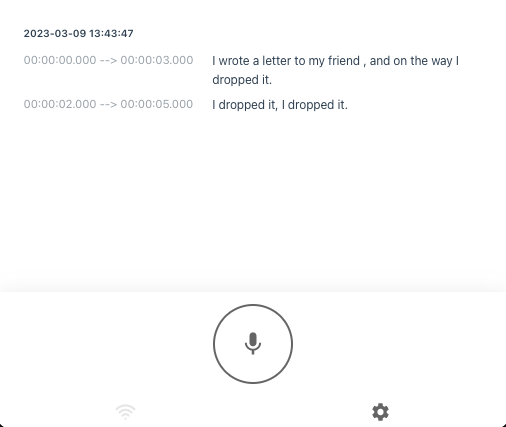 2023-03-09 13:43:47
00:00:00.000 --> 00:00:03.000 I wrote a letter to my friend , and on the way I
dropped it.
00:00:02.000 --> 00:00:05.000 I dropped it, I dropped it.